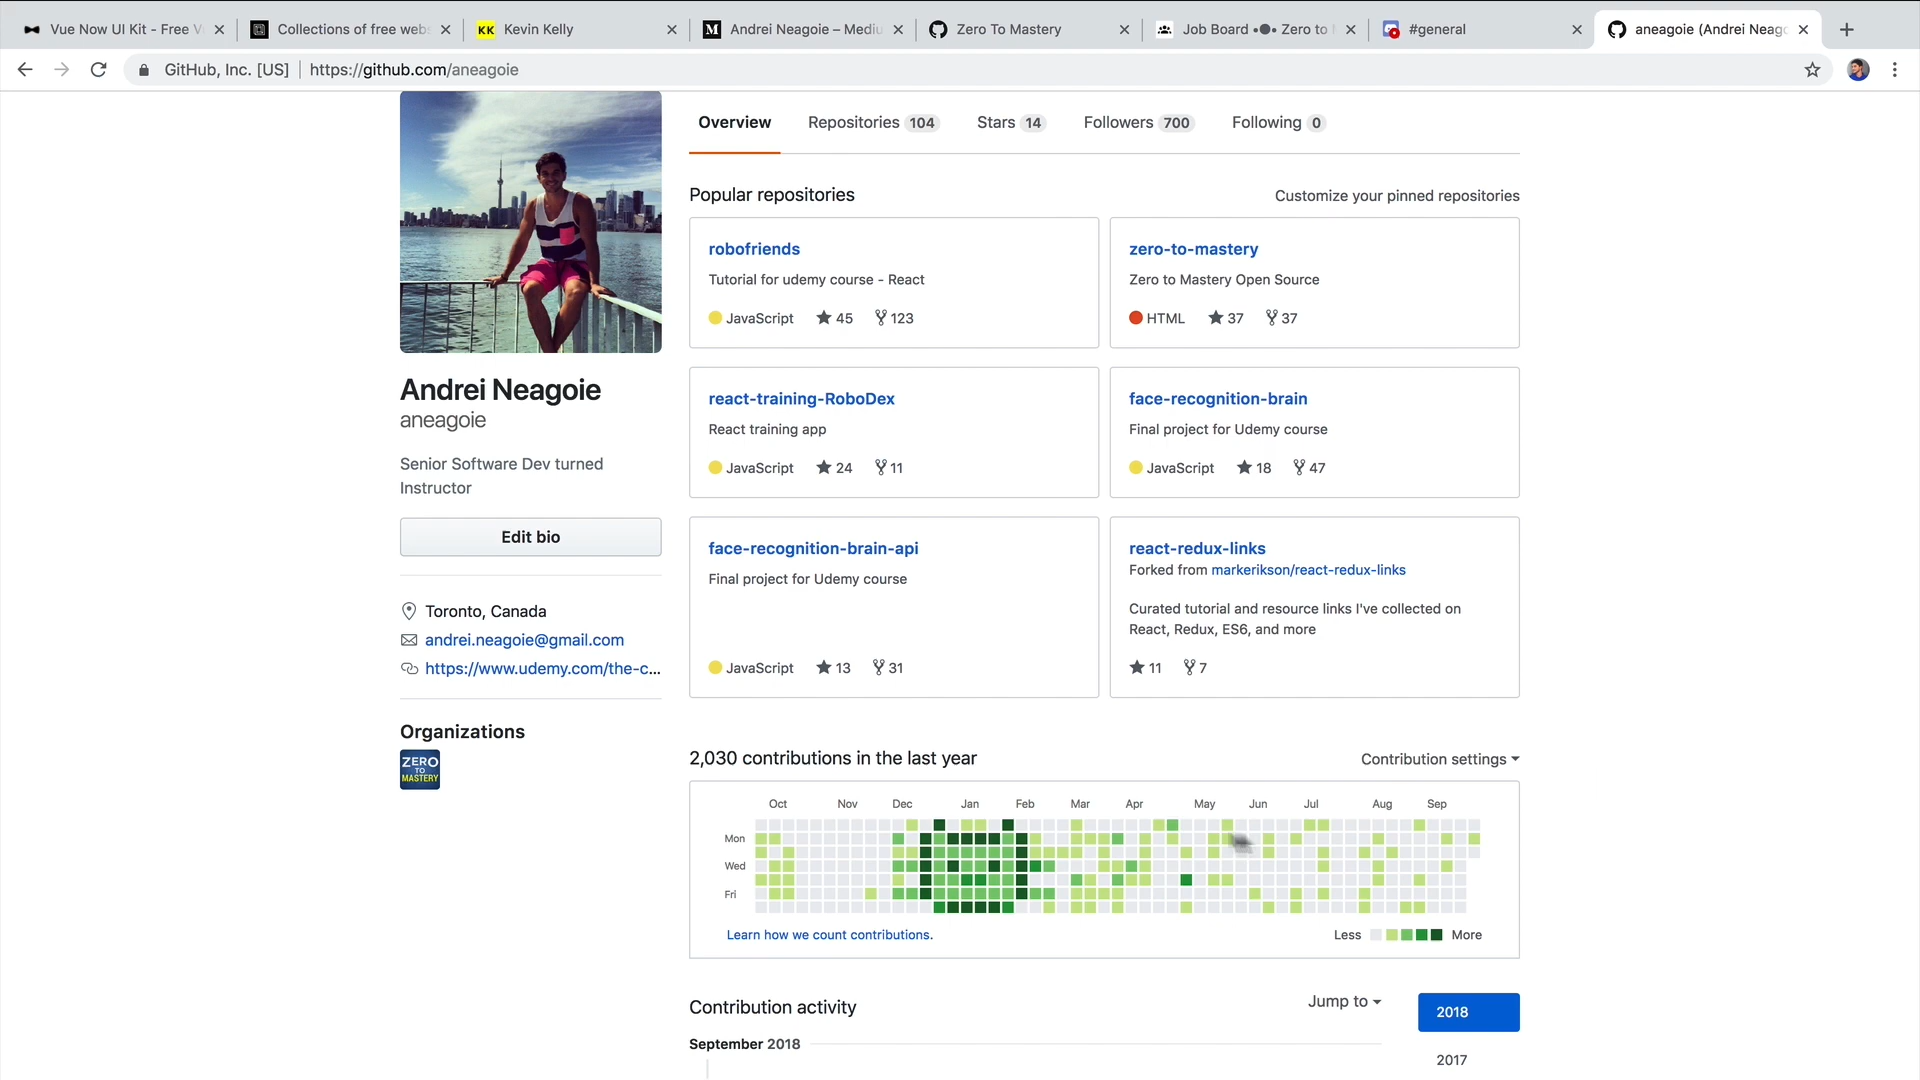 Vue Now UI Kit - Free V
Collections of free webs
Kevin Kelly
Andrei Neagoie – Mediu
Zero To Mastery
Job Board •●• Zero to
#general
aneagoie (Andrei Neago
GitHub, Inc. [US]
https://github.com/aneagoie
Overview
Repositories 104
Stars 14
Followers 700
Following 0
Popular repositories
Customize your pinned repositories
robofriends
Tutorial for udemy course - React
JavaScript 45 123
zero-to-mastery
Zero to Mastery Open Source
HTML 37 37
react-training-RoboDex
React training app
JavaScript 24 11
face-recognition-brain
Final project for Udemy course
JavaScript 18 47
face-recognition-brain-api
Final project for Udemy course
JavaScript 13 31
react-redux-links
Forked from markerikson/react-redux-links
Curated tutorial and resource links I've collected on
React, Redux, ES6, and more
11 7
Andrei Neagoie
aneagoie
Senior Software Dev turned
Instructor
Edit bio
Toronto, Canada
andrei.neagoie@gmail.com
https://www.udemy.com/the-c...
Organizations
ZERO
TO
MASTERY
2,030 contributions in the last year
Contribution settings
Oct Nov Dec Jan Feb Mar Apr May Jun Jul Aug Sep
Mon
Wed
Fri
Learn how we count contributions.
Less More
Contribution activity
Jump to
2018
2017
September 2018